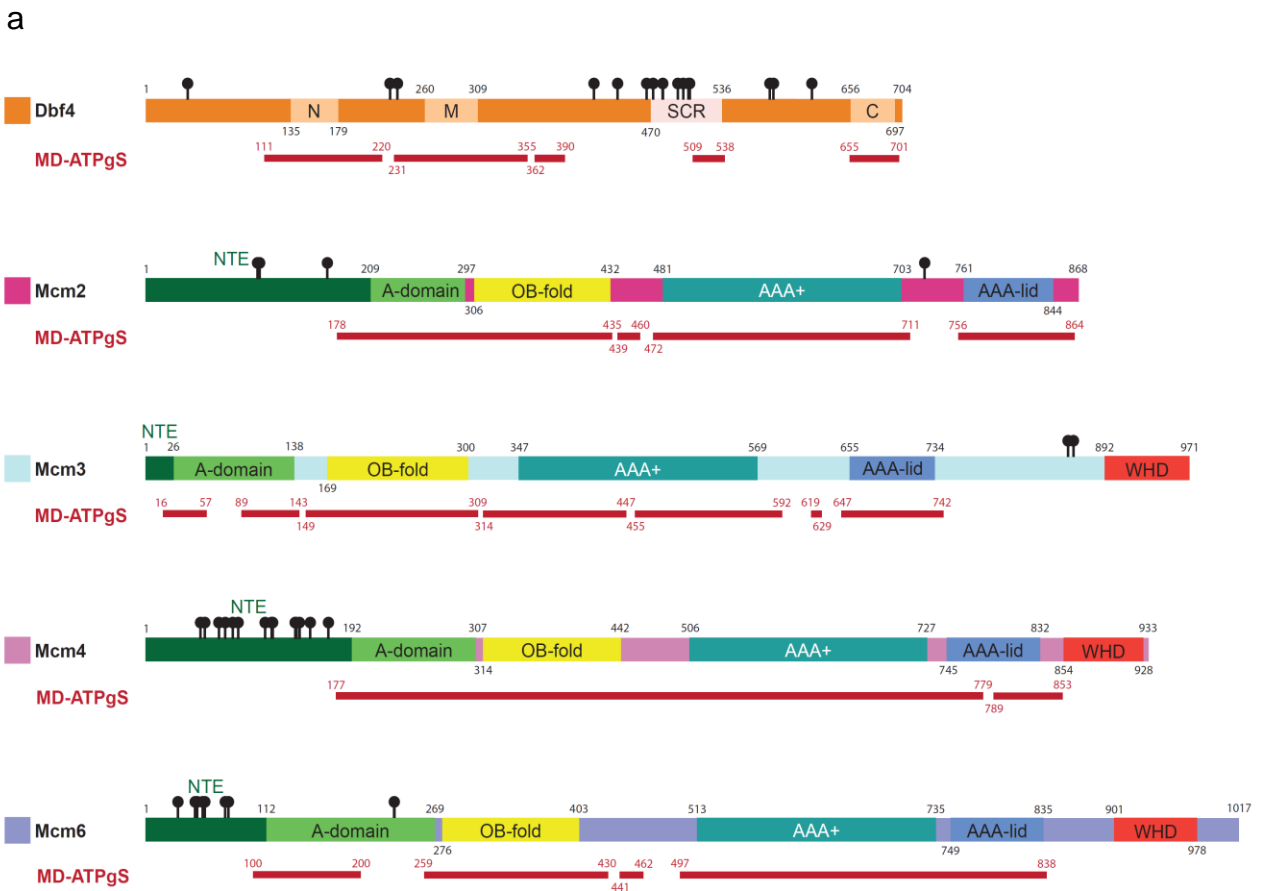 a
1 260 309 536 656 704
Dbf4 N M SCR C
135 179 470 697
MD-ATPgS 111 220 355 390 509 538 655 701
231 362
NTE
1 209 297 432 481 703 761 868
Mcm2 A-domain OB-fold AAA+ AAA-lid
306 844
MD-ATPgS 178 435 460 711 756 864
439 472
NTE
1 26 138 300 347 569 655 734 892 971
Mcm3 A-domain OB-fold AAA+ AAA-lid WHD
169
MD-ATPgS 16 57 89 143 309 447 592 619 647 742
149 314 455 629
NTE
1 192 307 442 506 727 832 933
Mcm4 A-domain OB-fold AAA+ AAA-lid WHD
314 745 854 928
MD-ATPgS 177 779 853
789
NTE
1 112 269 403 513 735 835 901 1017
Mcm6 A-domain OB-fold AAA+ AAA-lid WHD
276 749 978
MD-ATPgS 100 200 259 430 462 497 838
441